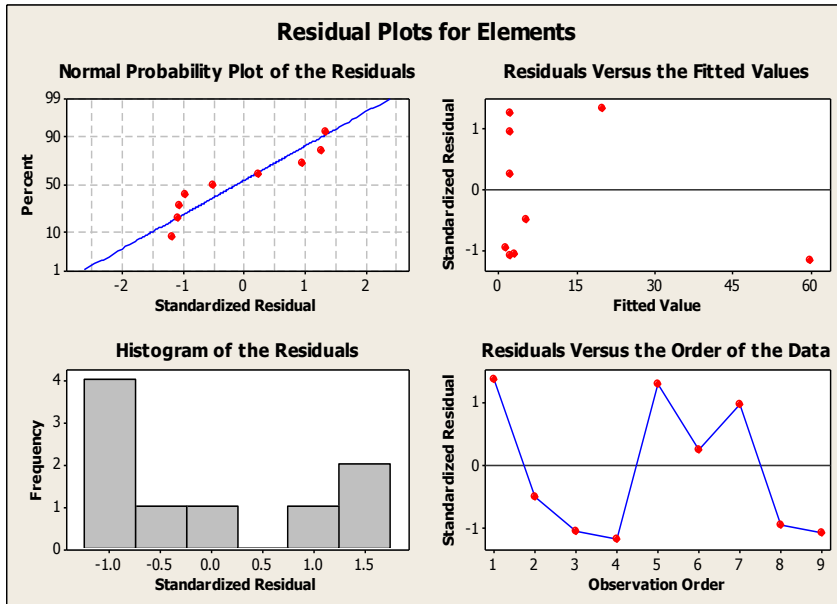 Residual Plots for Elements
Normal Probability Plot of the Residuals
99
90
50
10
1
Percent
-2 -1 0 1 2
Standardized Residual
Residuals Versus the Fitted Values
1
0
-1
Standardized Residual
0 15 30 45 60
Fitted Value
Histogram of the Residuals
4
3
2
1
0
Frequency
-1.0 -0.5 0.0 0.5 1.0 1.5
Standardized Residual
Residuals Versus the Order of the Data
1
0
-1
Standardized Residual
1 2 3 4 5 6 7 8 9
Observation Order